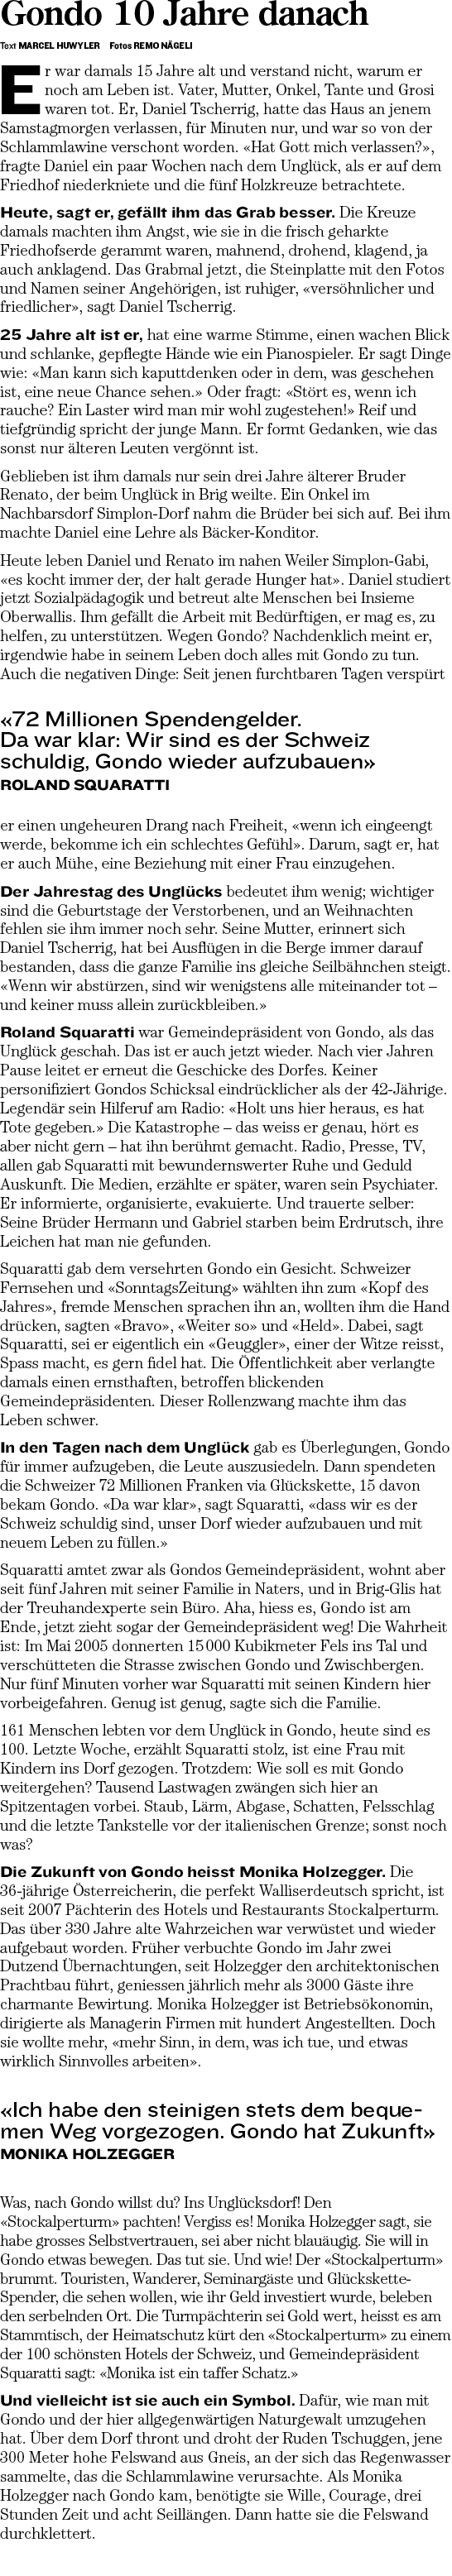 Gondo 10 Jahre danach
Text MARCEL HUWYLER Fotos REMO NÄGELI
Er war damals 15 Jahre alt und verstand nicht, warum er
noch am Leben ist. Vater, Mutter, Onkel, Tante und Grosi
waren tot. Er, Daniel Tscherrig, hatte das Haus an jenem
Samstagmorgen verlassen, für Minuten nur, und war so von der
Schlammlawine verschont worden. «Hat Gott mich verlassen?»,
fragte Daniel ein paar Wochen nach dem Unglück, als er auf dem
Friedhof niederkniete und die fünf Holzkreuze betrachtete.
Heute, sagt er, gefällt ihm das Grab besser. Die Kreuze
damals machten ihm Angst, wie sie in die frisch geharkte
Friedhofserde gerammt waren, mahnend, drohend, klagend, ja
auch anklagend. Das Grabmal jetzt, die Steinplatte mit den Fotos
und Namen seiner Angehörigen, ist ruhiger, «versöhnlicher und
friedlicher», sagt Daniel Tscherrig.
25 Jahre alt ist er, hat eine warme Stimme, einen wachen Blick
und schlanke, gepflegte Hände wie ein Pianospieler. Er sagt Dinge
wie: «Man kann sich kaputtdenken oder in dem, was geschehen
ist, eine neue Chance sehen.» Oder fragt: «Stört es, wenn ich
rauche? Ein Laster wird man mir wohl zugestehen!» Reif und
tiefgründig spricht der junge Mann. Er formt Gedanken, wie das
sonst nur älteren Leuten vergönnt ist.
Geblieben ist ihm damals nur sein drei Jahre älterer Bruder
Renato, der beim Unglück in Brig weilte. Ein Onkel im
Nachbarsdorf Simplon-Dorf nahm die Brüder bei sich auf. Bei ihm
machte Daniel eine Lehre als Bäcker-Konditor.
Heute leben Daniel und Renato im nahen Weiler Simplon-Gabi,
«es kocht immer der, der halt gerade Hunger hat». Daniel studiert
jetzt Sozialpädagogik und betreut alte Menschen bei Insieme
Oberwallis. Ihm gefällt die Arbeit mit Bedürftigen, er mag es, zu
helfen, zu unterstützen. Wegen Gondo? Nachdenklich meint er,
irgendwie habe in seinem Leben doch alles mit Gondo zu tun.
Auch die negativen Dinge: Seit jenen furchtbaren Tagen verspürt
«72 Millionen Spendengelder.
Da war klar: Wir sind es der Schweiz
schuldig, Gondo wieder aufzubauen»
ROLAND SQUARATTI
er einen ungeheuren Drang nach Freiheit, «wenn ich eingeengt
werde, bekomme ich ein schlechtes Gefühl». Darum, sagt er, hat
er auch Mühe, eine Beziehung mit einer Frau einzugehen.
Der Jahrestag des Unglücks bedeutet ihm wenig; wichtiger
sind die Geburtstage der Verstorbenen, und an Weihnachten
fehlen sie ihm immer noch sehr. Seine Mutter, erinnert sich
Daniel Tscherrig, hat bei Ausflügen in die Berge immer darauf
bestanden, dass die ganze Familie ins gleiche Seilbähnchen steigt.
«Wenn wir abstürzen, sind wir wenigstens alle miteinander tot –
und keiner muss allein zurückbleiben.»
Roland Squaratti war Gemeindepräsident von Gondo, als das
Unglück geschah. Das ist er auch jetzt wieder. Nach vier Jahren
Pause leitet er erneut die Geschicke des Dorfes. Keiner
personifiziert Gondos Schicksal eindrücklicher als der 42-Jährige.
Legendär sein Hilferuf am Radio: «Holt uns hier heraus, es hat
Tote gegeben.» Die Katastrophe – das weiss er genau, hört es
aber nicht gern – hat ihn berühmt gemacht. Radio, Presse, TV,
allen gab Squaratti mit bewundernswerter Ruhe und Geduld
Auskunft. Die Medien, erzählte er später, waren sein Psychiater.
Er informierte, organisierte, evakuierte. Und trauerte selber:
Seine Brüder Hermann und Gabriel starben beim Erdrutsch, ihre
Leichen hat man nie gefunden.
Squaratti gab dem versehrten Gondo ein Gesicht. Schweizer
Fernsehen und «SonntagsZeitung» wählten ihn zum «Kopf des
Jahres», fremde Menschen sprachen ihn an, wollten ihm die Hand
drücken, sagten «Bravo», «Weiter so» und «Held». Dabei, sagt
Squaratti, sei er eigentlich ein «Geuggler», einer der Witze reisst,
Spass macht, es gern fidel hat. Die Öffentlichkeit aber verlangte
damals einen ernsthaften, betroffen blickenden
Gemeindepräsidenten. Dieser Rollenzwang machte ihm das
Leben schwer.
In den Tagen nach dem Unglück gab es Überlegungen, Gondo
für immer aufzugeben, die Leute auszusiedeln. Dann spendeten
die Schweizer 72 Millionen Franken via Glückskette, 15 davon
bekam Gondo. «Da war klar», sagt Squaratti, «dass wir es der
Schweiz schuldig sind, unser Dorf wieder aufzubauen und mit
neuem Leben zu füllen.»
Squaratti amtet zwar als Gondos Gemeindepräsident, wohnt aber
seit fünf Jahren mit seiner Familie in Naters, und in Brig-Glis hat
der Treuhandexperte sein Büro. Aha, hiess es, Gondo ist am
Ende, jetzt zieht sogar der Gemeindepräsident weg! Die Wahrheit
ist: Im Mai 2005 donnerten 15 000 Kubikmeter Fels ins Tal und
verschütteten die Strasse zwischen Gondo und Zwischbergen.
Nur fünf Minuten vorher war Squaratti mit seinen Kindern hier
vorbeigefahren. Genug ist genug, sagte sich die Familie.
161 Menschen lebten vor dem Unglück in Gondo, heute sind es
100. Letzte Woche, erzählt Squaratti stolz, ist eine Frau mit
Kindern ins Dorf gezogen. Trotzdem: Wie soll es mit Gondo
weitergehen? Tausend Lastwagen zwängen sich hier an
Spitzentagen vorbei. Staub, Lärm, Abgase, Schatten, Felsschlag
und die letzte Tankstelle vor der italienischen Grenze; sonst noch
was?
Die Zukunft von Gondo heisst Monika Holzegger. Die
36-jährige Österreicherin, die perfekt Walliserdeutsch spricht, ist
seit 2007 Pächterin des Hotels und Restaurants Stockalperturm.
Das über 330 Jahre alte Wahrzeichen war verwüstet und wieder
aufgebaut worden. Früher verbuchte Gondo im Jahr zwei
Dutzend Übernachtungen, seit Holzegger den architektonischen
Prachtbau führt, geniessen jährlich mehr als 3000 Gäste ihre
charmante Bewirtung. Monika Holzegger ist Betriebsökonomin,
dirigierte als Managerin Firmen mit hundert Angestellten. Doch
sie wollte mehr, «mehr Sinn, in dem, was ich tue, und etwas
wirklich Sinnvolles arbeiten».
«Ich habe den steinigen stets dem beque-
men Weg vorgezogen. Gondo hat Zukunft»
MONIKA HOLZEGGER
Was, nach Gondo willst du? Ins Unglücksdorf! Den
«Stockalperturm» pachten! Vergiss es! Monika Holzegger sagt, sie
habe grosses Selbstvertrauen, sei aber nicht blauäugig. Sie will in
Gondo etwas bewegen. Das tut sie. Und wie! Der «Stockalperturm»
brummt. Touristen, Wanderer, Seminargäste und Glückskette-
Spender, die sehen wollen, wie ihr Geld investiert wurde, beleben
den serbelnden Ort. Die Turmpächterin sei Gold wert, heisst es am
Stammtisch, der Heimatschutz kürt den «Stockalperturm» zu einem
der 100 schönsten Hotels der Schweiz, und Gemeindepräsident
Squaratti sagt: «Monika ist ein taffer Schatz.»
Und vielleicht ist sie auch ein Symbol. Dafür, wie man mit
Gondo und der hier allgegenwärtigen Naturgewalt umzugehen
hat. Über dem Dorf thront und droht der Ruden Tschuggen, jene
300 Meter hohe Felswand aus Gneis, an der sich das Regenwasser
sammelte, das die Schlammlawine verursachte. Als Monika
Holzegger nach Gondo kam, benötigte sie Wille, Courage, drei
Stunden Zeit und acht Seillängen. Dann hatte sie die Felswand
durchklettert.